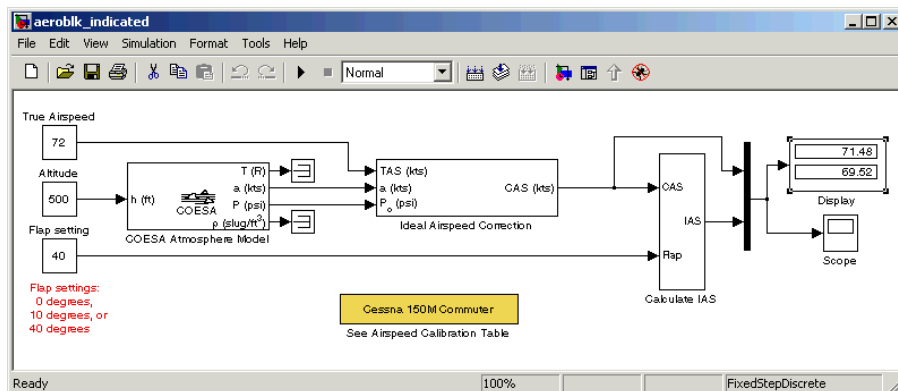 aeroblk_indicated
File Edit View Simulation Format Tools Help
Normal
True Airspeed
72
Altitude
500
Flap setting
40
Flap settings:
0 degrees,
10 degrees, or
40 degrees
h (ft)
COESA
T (R)
a (kts)
P (psi)
ρ (slug/ft³)
COESA Atmosphere Model
TAS (kts)
a (kts)
P₀ (psi)
CAS (kts)
Ideal Airspeed Correction
CAS
IAS
Flap
Calculate IAS
71.48
69.52
Display
Scope
Cessna 150M Commuter
See Airspeed Calibration Table
Ready 100% FixedStepDiscrete